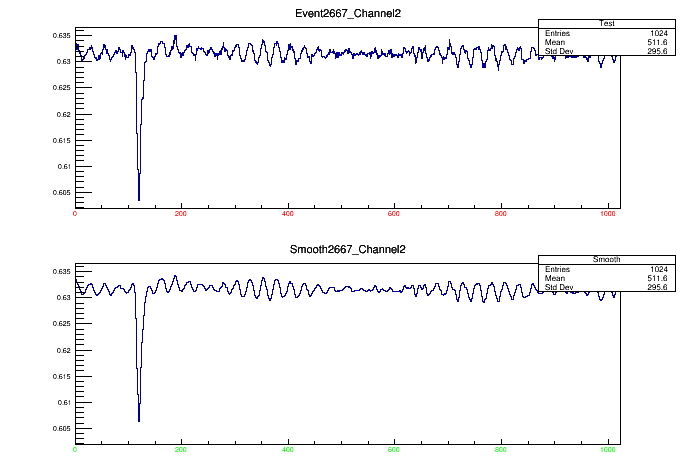 Event2667_Channel2
Test
Entries 1024
Mean 511.6
Std Dev 295.6
0.635
0.63
0.625
0.62
0.615
0.61
0.605
0 200 400 600 800 1000
Smooth2667_Channel2
Smooth
Entries 1024
Mean 511.6
Std Dev 295.6
0.635
0.63
0.625
0.62
0.615
0.61
0.605
0 200 400 600 800 1000